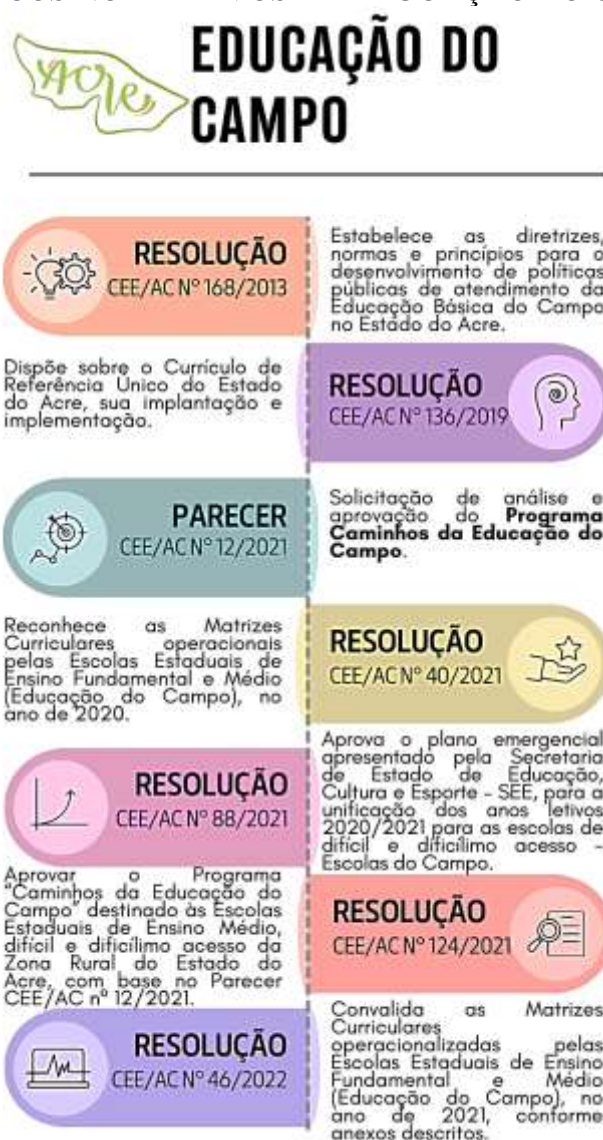 Acre
EDUCAÇÃO DO
CAMPO
RESOLUÇÃO
CEE/AC Nº 168/2013
Estabelece as diretrizes,
normas e princípios para o
desenvolvimento de políticas
públicas de atendimento da
Educação Básica do Campo
no Estado do Acre.
Dispõe sobre o Currículo de
Referência Único do Estado
do Acre, sua implantação e
implementação.
RESOLUÇÃO
CEE/AC Nº 136/2019
PARECER
CEE/AC Nº 12/2021
Solicitação de análise e
aprovação do Programa
Caminhos da Educação do
Campo.
Reconhece as Matrizes
Curriculares operacionais
pelas Escolas Estaduais de
Ensino Fundamental e Médio
(Educação do Campo), no
ano de 2020.
RESOLUÇÃO
CEE/AC Nº 40/2021
RESOLUÇÃO
CEE/AC Nº 88/2021
Aprova o plano emergencial
apresentado pela Secretaria
de Estado de Educação,
Cultura e Esporte - SEE, para a
unificação dos anos letivos
2020/2021 para as escolas de
difícil e dificílimo acesso -
Escolas do Campo.
Aprovar o Programa
"Caminhos da Educação do
Campo" destinado às Escolas
Estaduais de Ensino Médio,
difícil e dificílimo acesso da
Zona Rural do Estado do
Acre, com base no Parecer
CEE/AC nº 12/2021.
RESOLUÇÃO
CEE/AC Nº 124/2021
RESOLUÇÃO
CEE/AC Nº 46/2022
Convalida as Matrizes
Curriculares
operacionalizadas pelas
Escolas Estaduais de Ensino
Fundamental e Médio
(Educação do Campo), no
ano de 2021, conforme
anexos descritos.